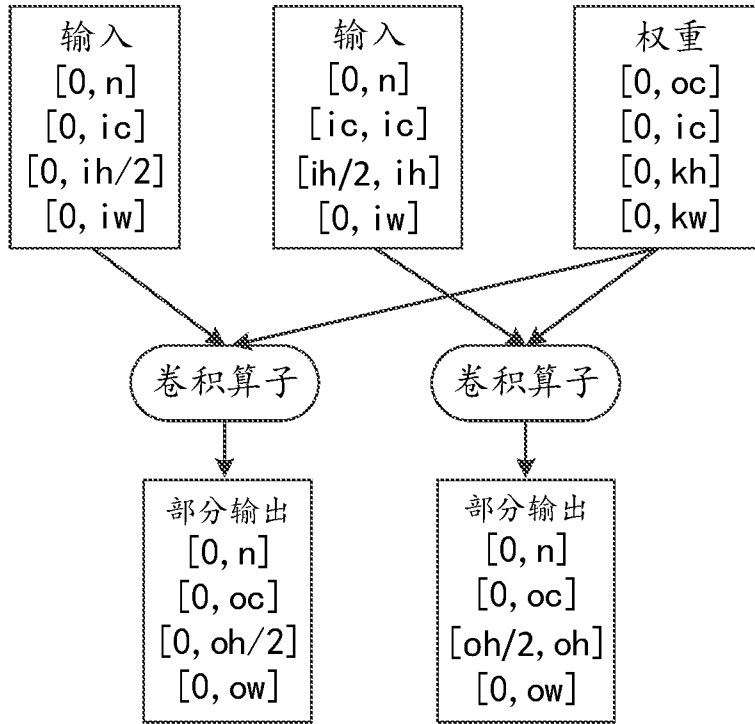 输入
[0, n]
[0, ic]
[0, ih/2]
[0, iw]
输入
[0, n]
[ic, ic]
[ih/2, ih]
[0, iw]
权重
[0, oc]
[0, ic]
[0, kh]
[0, kw]
卷积算子
卷积算子
部分输出
[0, n]
[0, oc]
[0, oh/2]
[0, ow]
部分输出
[0, n]
[0, oc]
[oh/2, oh]
[0, ow]